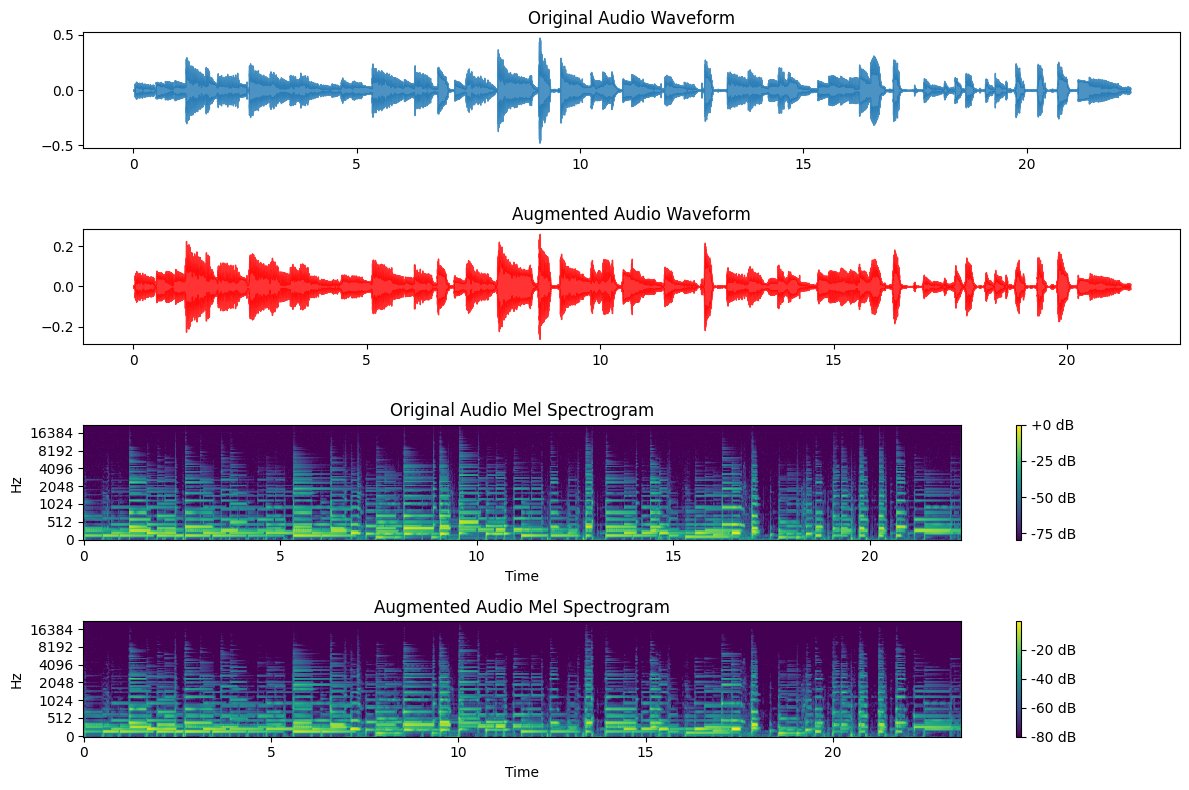 Original Audio Waveform
0.5
0.0
−0.5
0 5 10 15 20
Augmented Audio Waveform
0.2
0.0
−0.2
0 5 10 15 20
Original Audio Mel Spectrogram
16384
8192
4096
2048
1024
512
0
Hz
0 5 10 15 20
Time
+0 dB
-25 dB
-50 dB
-75 dB
Augmented Audio Mel Spectrogram
16384
8192
4096
2048
1024
512
0
Hz
0 5 10 15 20
Time
-20 dB
-40 dB
-60 dB
-80 dB